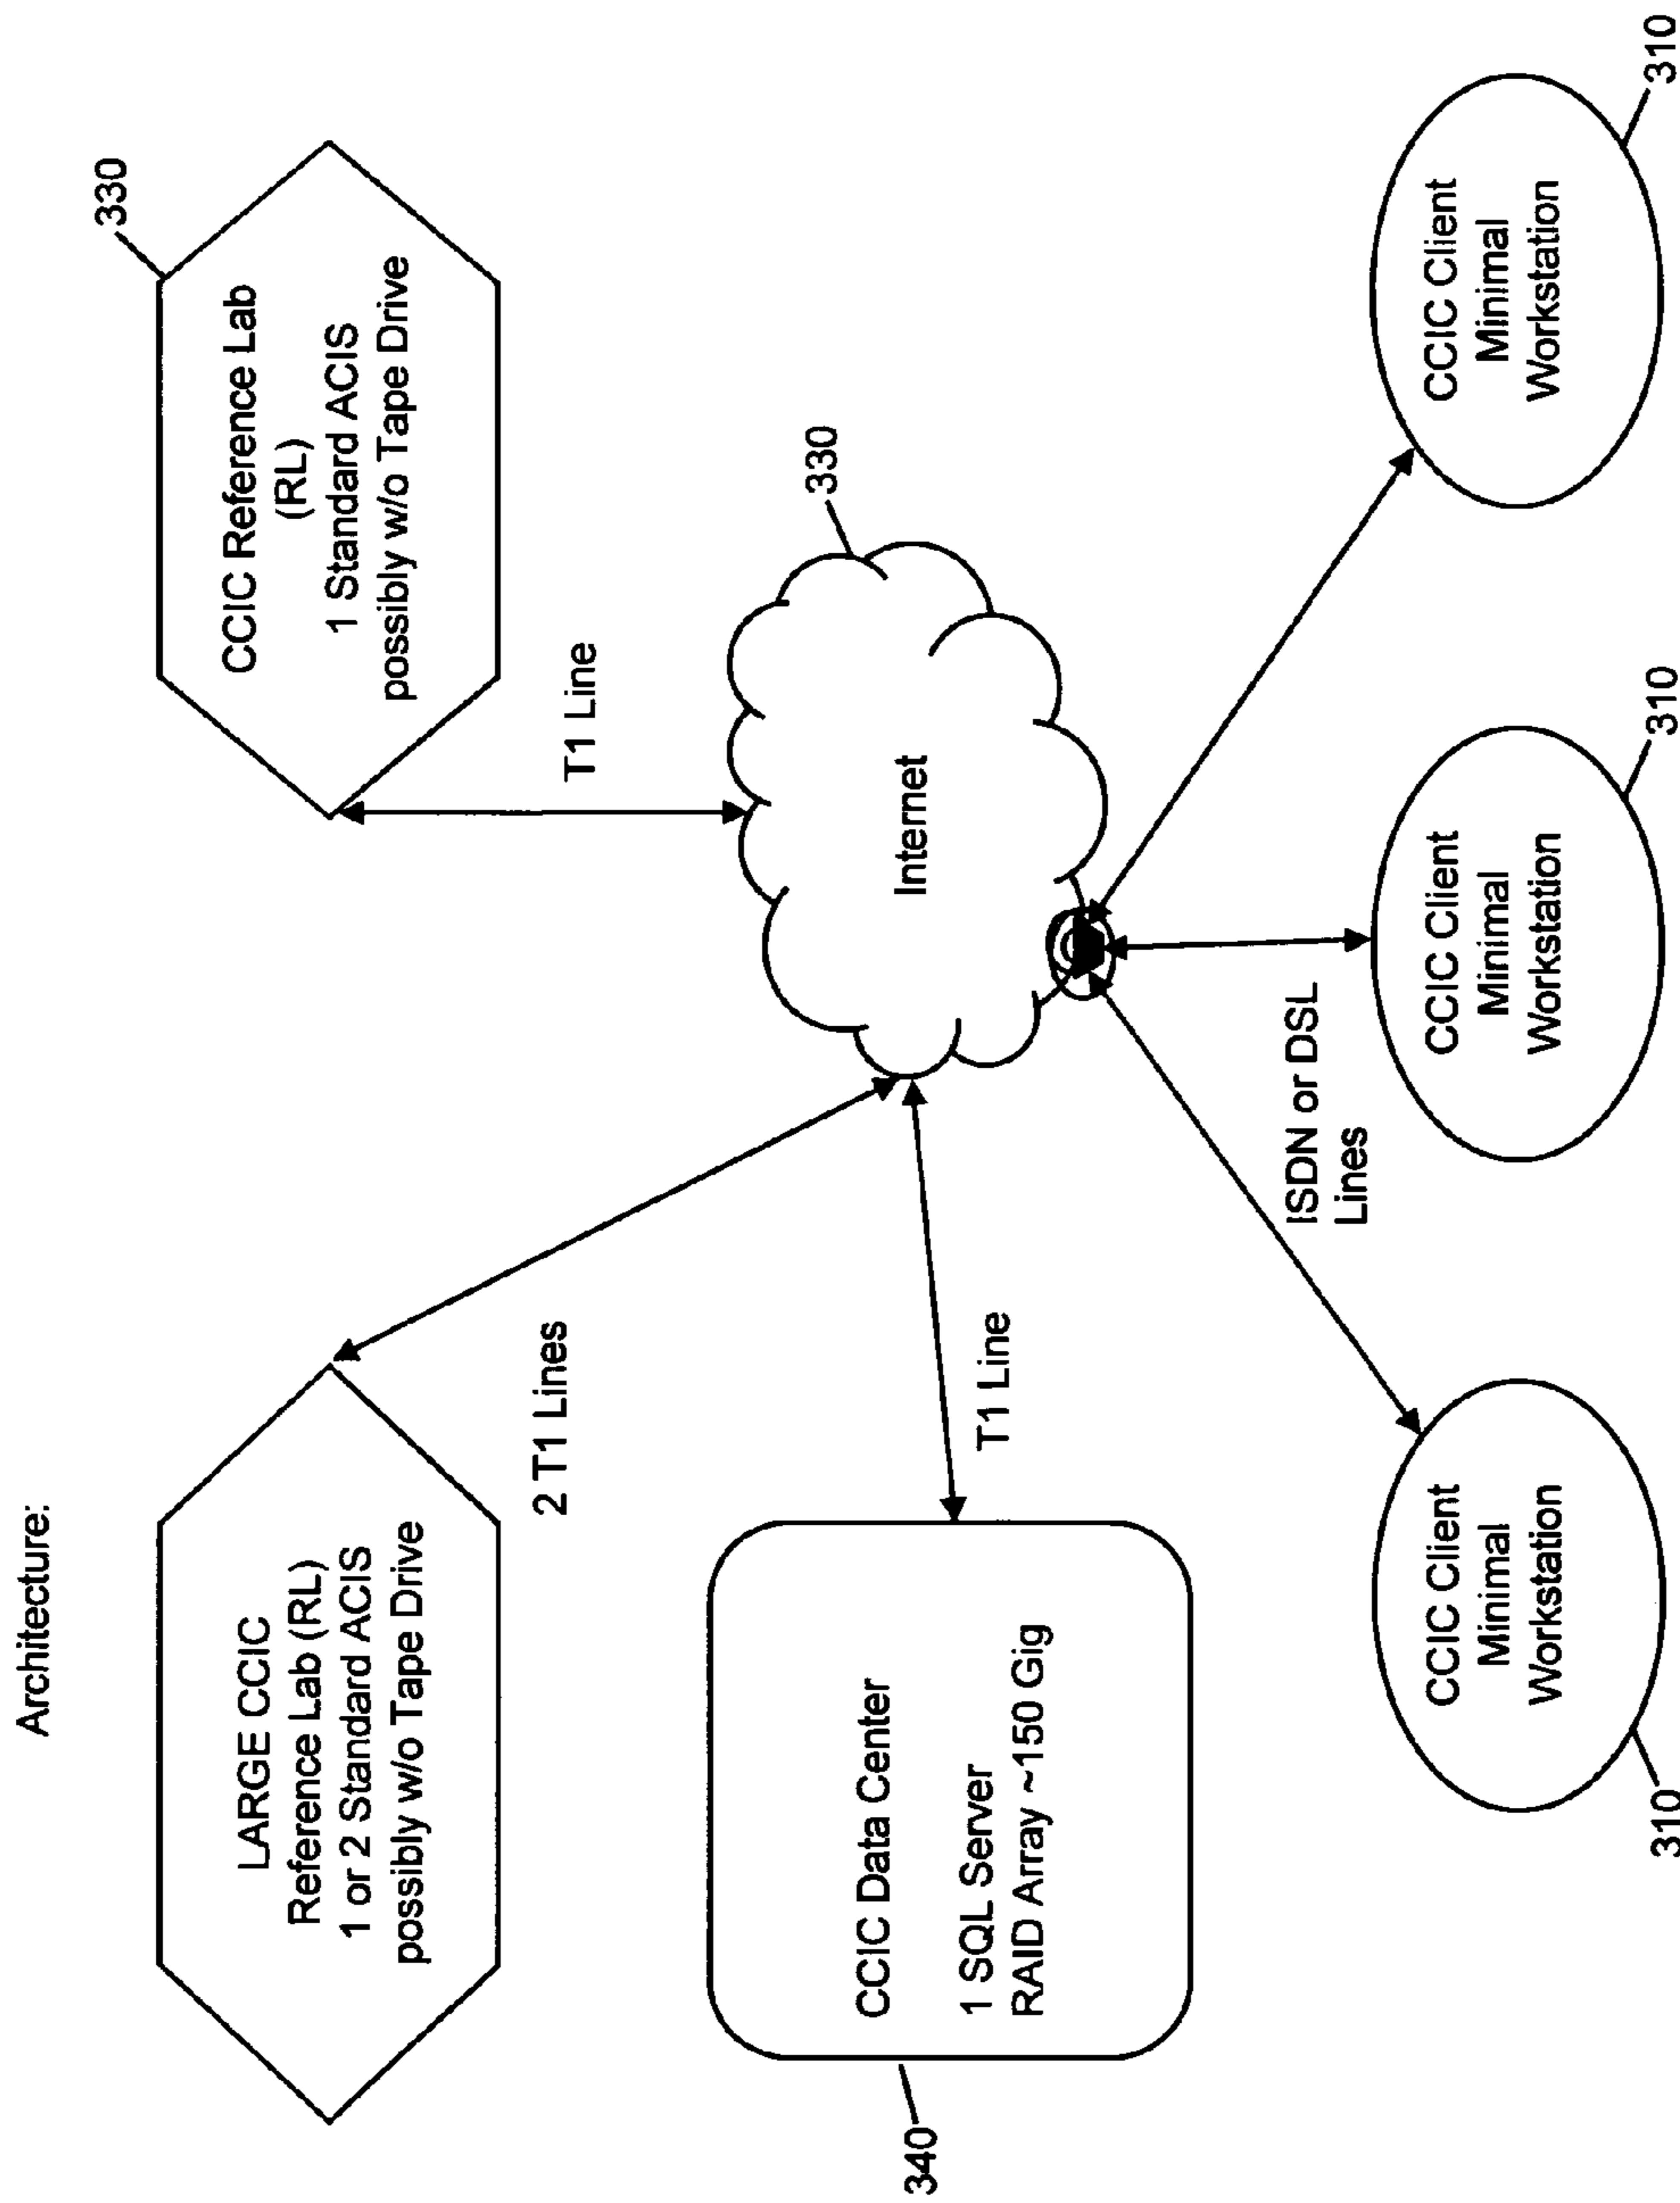 Architecture:
LARGE CCIC
Reference Lab (RL)
1 or 2 Standard ACIS
possibly w/o Tape Drive
2 T1 Lines
330
CCIC Reference Lab
(RL)
1 Standard ACIS
possibly w/o Tape Drive
T1 Line
340
CCIC Data Center
1 SQL Server
RAID Array ~150 Gig
T1 Line
330
Internet
ISDN or DSL
Lines
310
CCIC Client
Minimal
Workstation
310
CCIC Client
Minimal
Workstation
310
CCIC Client
Minimal
Workstation